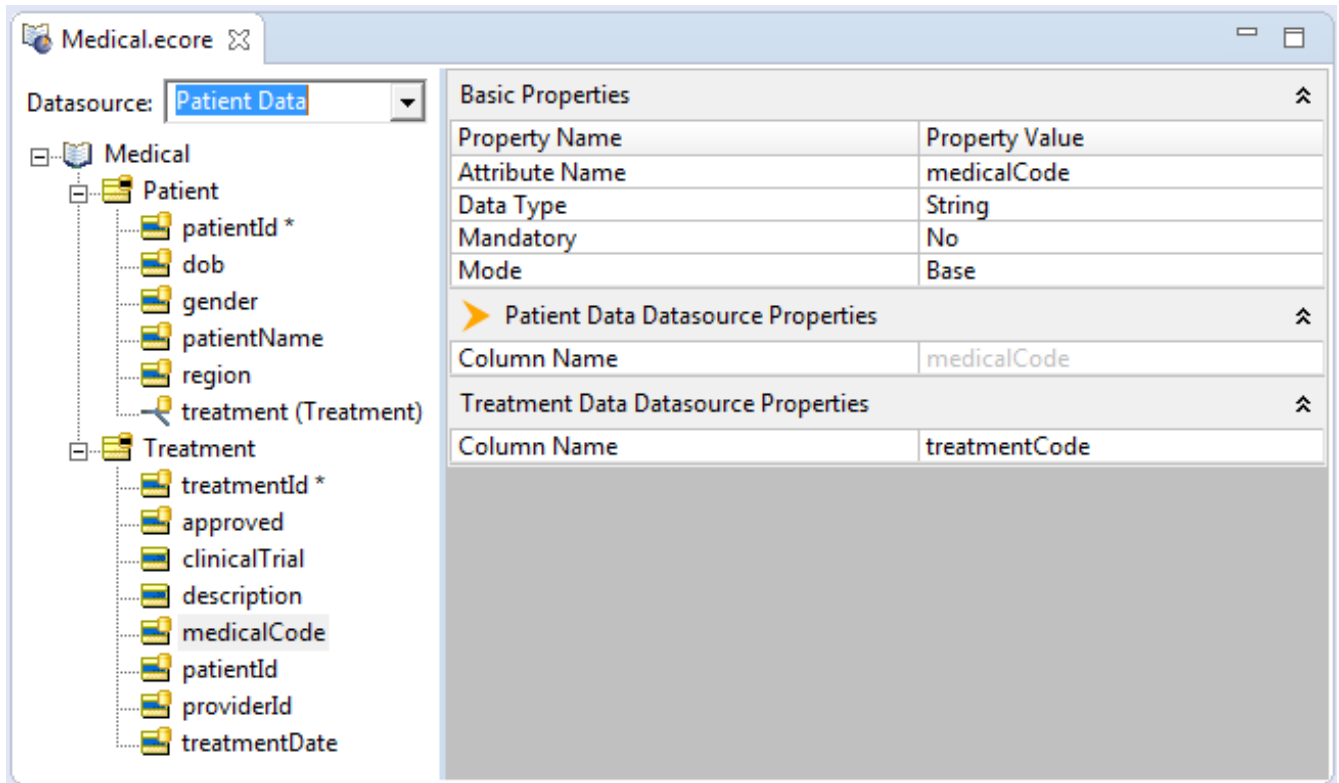 Medical.ecore
Datasource: Patient Data
Medical
Patient
patientId *
dob
gender
patientName
region
treatment (Treatment)
Treatment
treatmentId *
approved
clinicalTrial
description
medicalCode
patientId
providerId
treatmentDate
Basic Properties
Property Name Property Value
Attribute Name medicalCode
Data Type String
Mandatory No
Mode Base
Patient Data Datasource Properties
Column Name medicalCode
Treatment Data Datasource Properties
Column Name treatmentCode